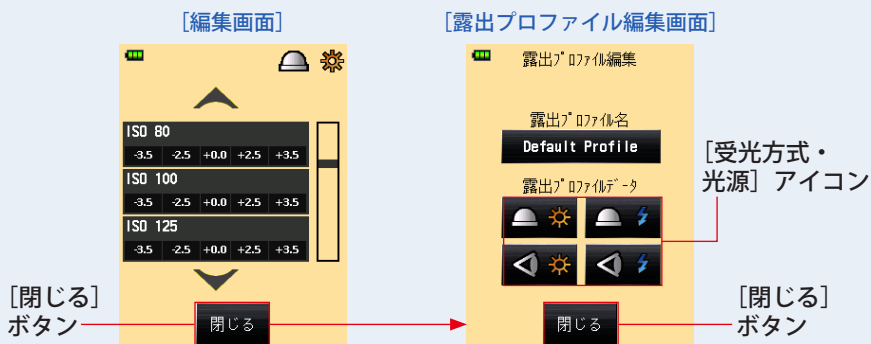 ［編集画面］
［露出プロファイル編集画面］
露出ﾌﾟﾛﾌｧｲﾙ編集
ISO 80
-3.5 -2.5 +0.0 +2.5 +3.5
ISO 100
-3.5 -2.5 +0.0 +2.5 +3.5
ISO 125
-3.5 -2.5 +0.0 +2.5 +3.5
閉じる
［閉じる］
ボタン
露出ﾌﾟﾛﾌｧｲﾙ名
Default Profile
露出ﾌﾟﾛﾌｧｲﾙﾃﾞｰﾀ
［受光方式・
光源］アイコン
閉じる
［閉じる］
ボタン